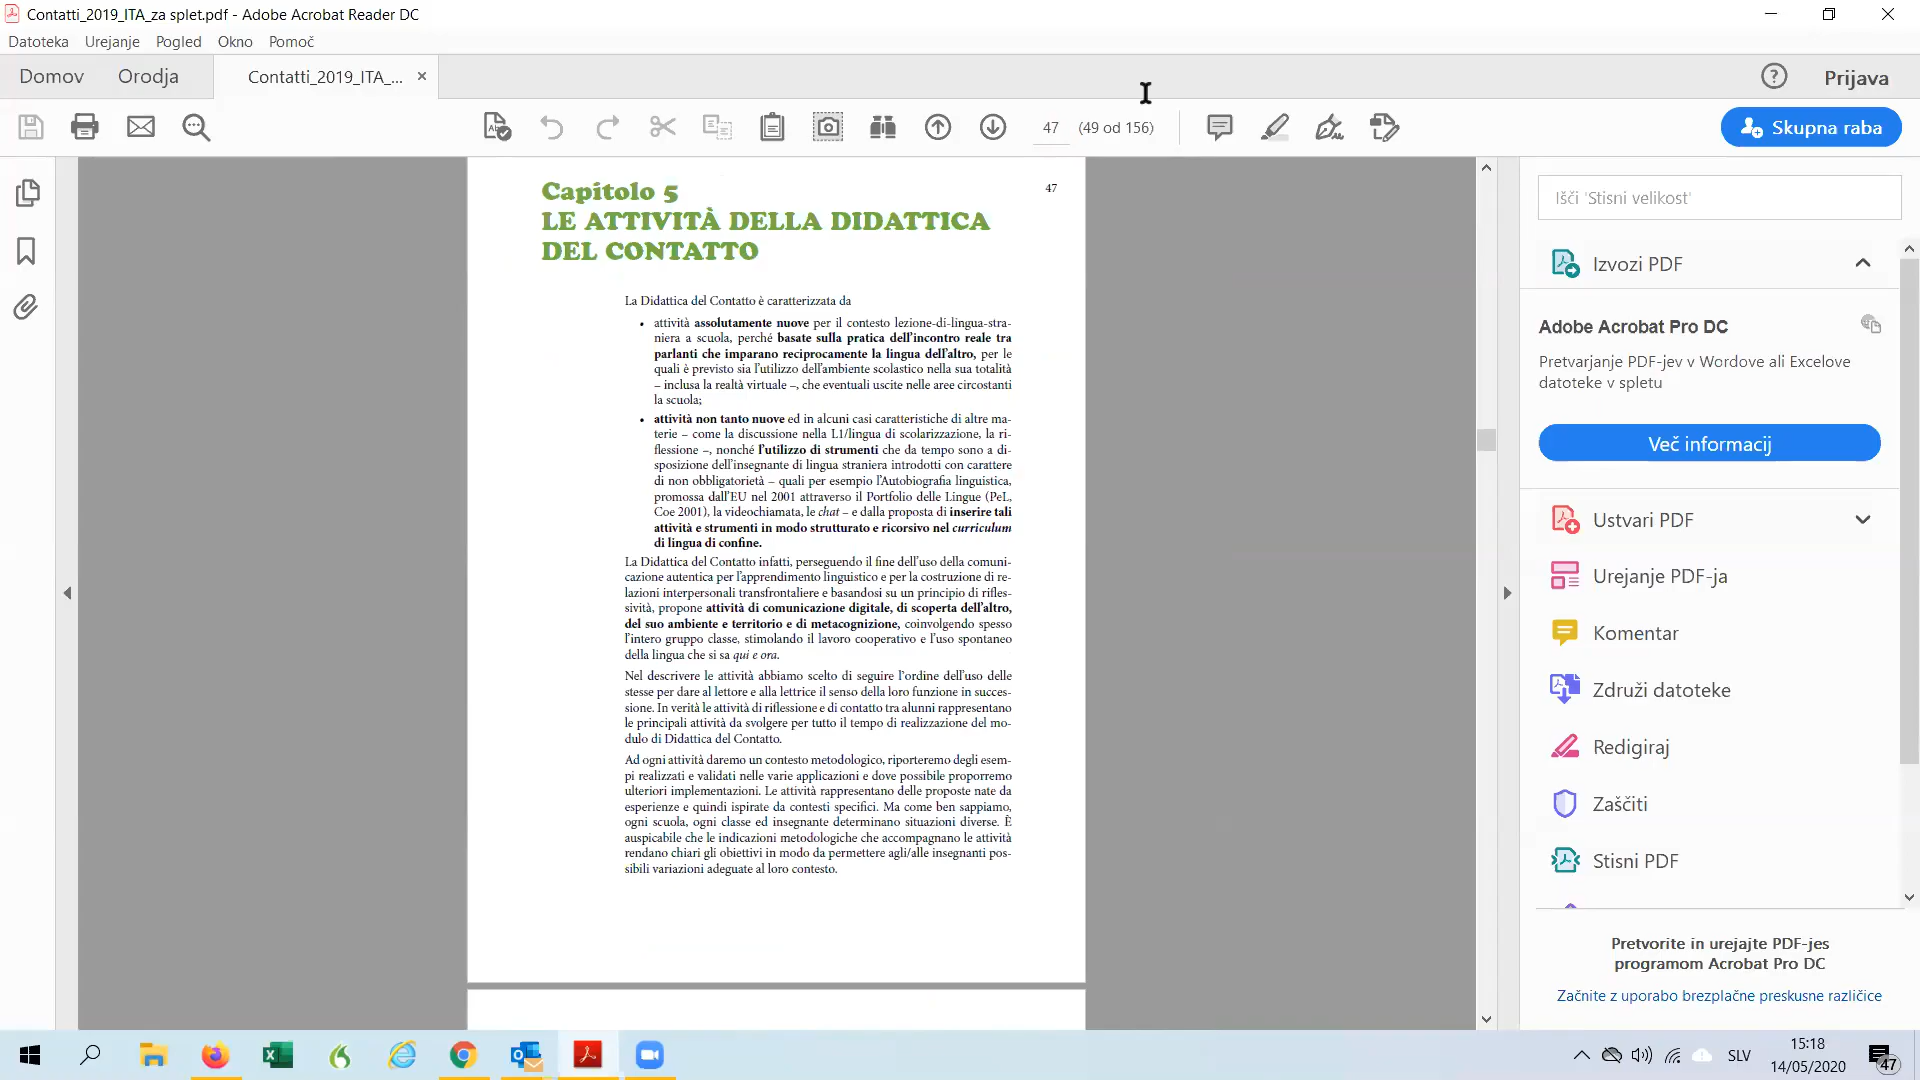 Contatti_2019_ITA_za splet.pdf - Adobe Acrobat Reader DC
Datoteka Urejanje Pogled Okno Pomoč
Domov Orodja Contatti_2019_ITA_... × ? Prijava
47 (49 od 156) Skupna raba
Capitolo 5
47
LE ATTIVITÀ DELLA DIDATTICA
DEL CONTATTO
La Didattica del Contatto è caratterizzata da
• attività assolutamente nuove per il contesto lezione-di-lingua-stra-
niera a scuola, perché basate sulla pratica dell'incontro reale tra
parlanti che imparano reciprocamente la lingua dell'altro, per le
quali è previsto sia l'utilizzo dell'ambiente scolastico nella sua totalità
– inclusa la realtà virtuale –, che eventuali uscite nelle aree circostanti
la scuola;
• attività non tanto nuove ed in alcuni casi caratteristiche di altre ma-
terie – come la discussione nella L1/lingua di scolarizzazione, la ri-
flessione –, nonché l'utilizzo di strumenti che da tempo sono a di-
sposizione dell'insegnante di lingua straniera introdotti con carattere
di non obbligatorietà – quali per esempio l'Autobiografia linguistica,
promossa dall'EU nel 2001 attraverso il Portfolio delle Lingue (PeL,
Coe 2001), la videochiamata, le chat – e dalla proposta di inserire tali
attività e strumenti in modo strutturato e ricorsivo nel curriculum
di lingua di confine.
La Didattica del Contatto infatti, perseguendo il fine dell'uso della comuni-
cazione autentica per l'apprendimento linguistico e per la costruzione di re-
lazioni interpersonali transfrontaliere e basandosi su un principio di rifles-
sività, propone attività di comunicazione digitale, di scoperta dell'altro,
del suo ambiente e territorio e di metacognizione, coinvolgendo spesso
l'intero gruppo classe, stimolando il lavoro cooperativo e l'uso spontaneo
della lingua che si sa qui e ora.
Nel descrivere le attività abbiamo scelto di seguire l'ordine dell'uso delle
stesse per dare al lettore e alla lettrice il senso della loro funzione in succes-
sione. In verità le attività di riflessione e di contatto tra alunni rappresentano
le principali attività da svolgere per tutto il tempo di realizzazione del mo-
dulo di Didattica del Contatto.
Ad ogni attività daremo un contesto metodologico, riporteremo degli esem-
pi realizzati e validati nelle varie applicazioni e dove possibile proporremo
ulteriori implementazioni. Le attività rappresentano delle proposte nate da
esperienze e quindi ispirate da contesti specifici. Ma come ben sappiamo,
ogni scuola, ogni classe ed insegnante determinano situazioni diverse. È
auspicabile che le indicazioni metodologiche che accompagnano le attività
rendano chiari gli obiettivi in modo da permettere agli/alle insegnanti pos-
sibili variazioni adeguate al loro contesto.
Išči 'Stisni velikost'
Izvozi PDF
Adobe Acrobat Pro DC
Pretvarjanje PDF-jev v Wordove ali Excelove
datoteke v spletu
Več informacij
Ustvari PDF
Urejanje PDF-ja
Komentar
Združi datoteke
Redigiraj
Zaščiti
Stisni PDF
Pretvorite in urejajte PDF-jes
programom Acrobat Pro DC
Začnite z uporabo brezplačne preskusne različice
SLV
15:18
14/05/2020
47